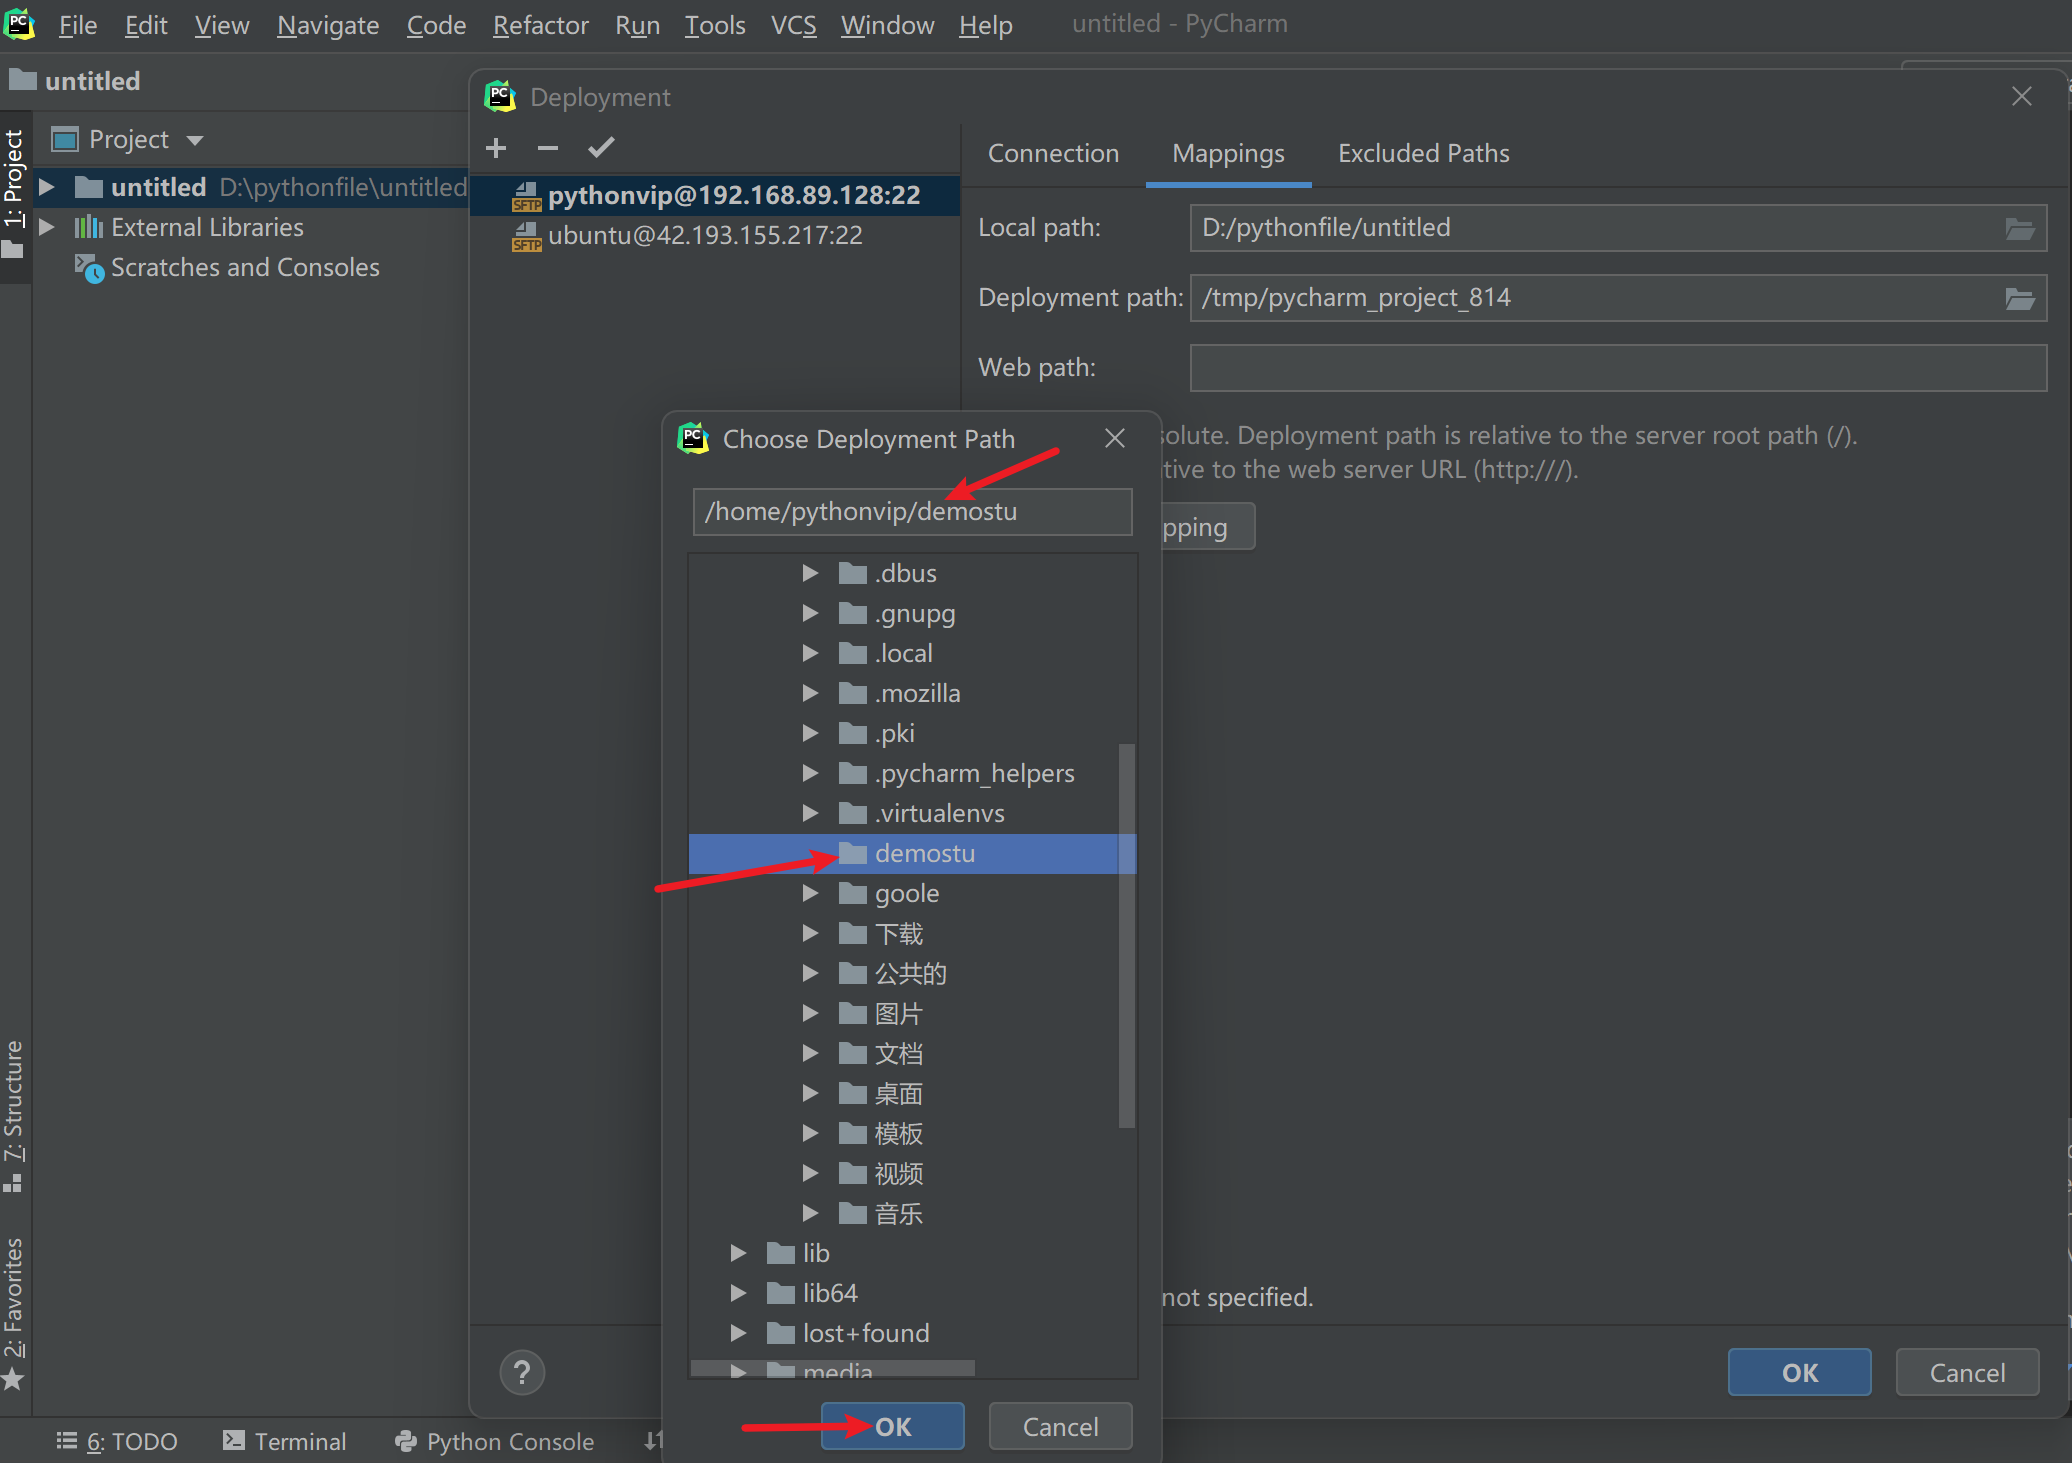 File Edit View Navigate Code Refactor Run Tools VCS Window Help untitled - PyCharm
untitled
Deployment
1: Project
Project
Connection Mappings Excluded Paths
untitled D:\pythonfile\untitled
pythonvip@192.168.89.128:22
External Libraries
ubuntu@42.193.155.217:22
Local path: D:/pythonfile/untitled
Scratches and Consoles
Deployment path: /tmp/pycharm_project_814
Web path:
Choose Deployment Path
solute. Deployment path is relative to the server root path (/).
tive to the web server URL (http:///).
/home/pythonvip/demostu
pping
.dbus
.gnupg
.local
.mozilla
.pki
.pycharm_helpers
.virtualenvs
demostu
goole
下载
公共的
图片
文档
桌面
模板
视频
音乐
lib
lib64
lost+found
media
7: Structure
2: Favorites
not specified.
?
OK Cancel
OK Cancel
6: TODO Terminal Python Console